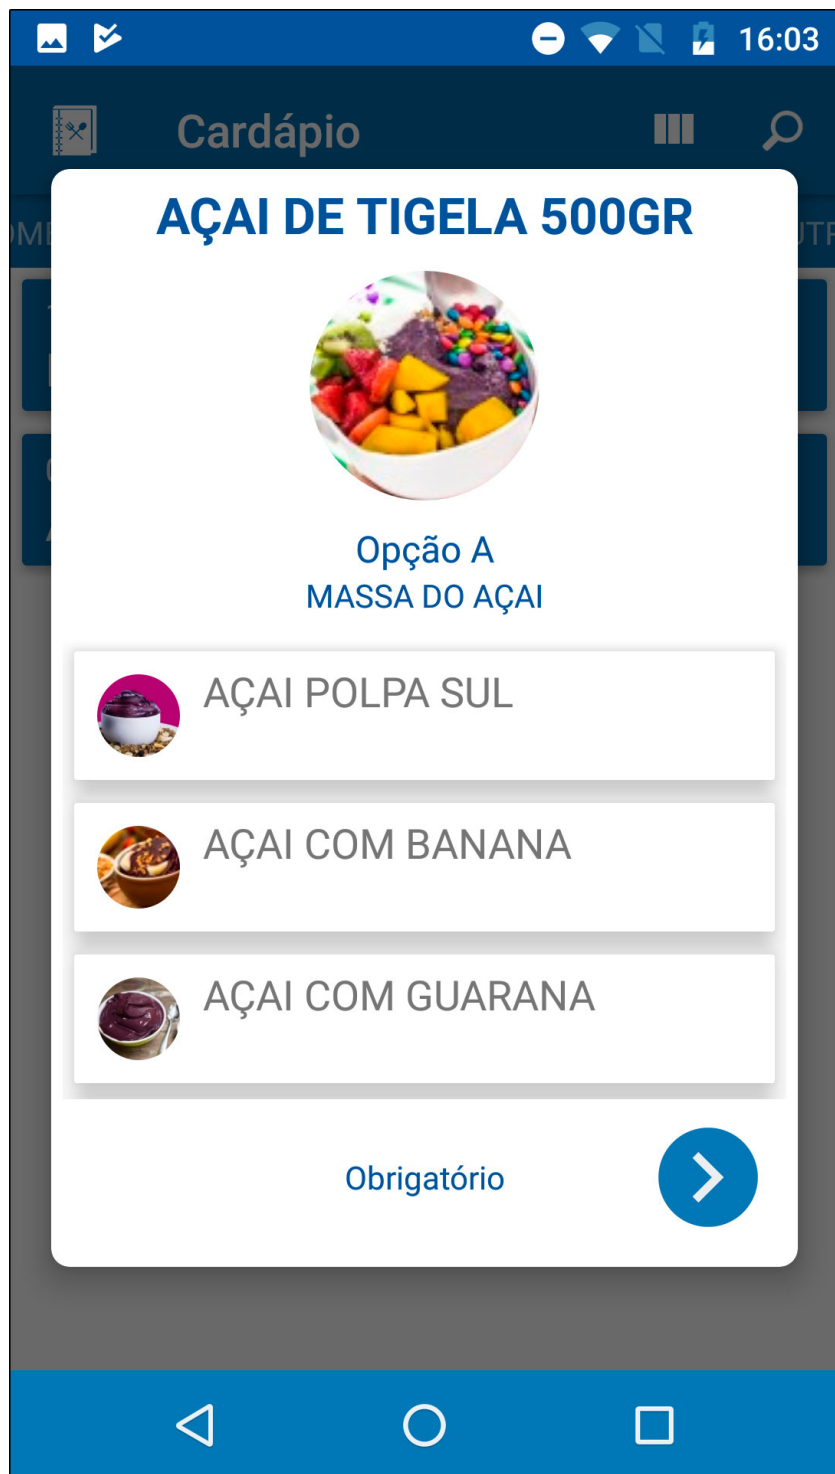 16:03
Cardápio
AÇAI DE TIGELA 500GR
Opção A
MASSA DO AÇAI
AÇAI POLPA SUL
AÇAI COM BANANA
AÇAI COM GUARANA
Obrigatório